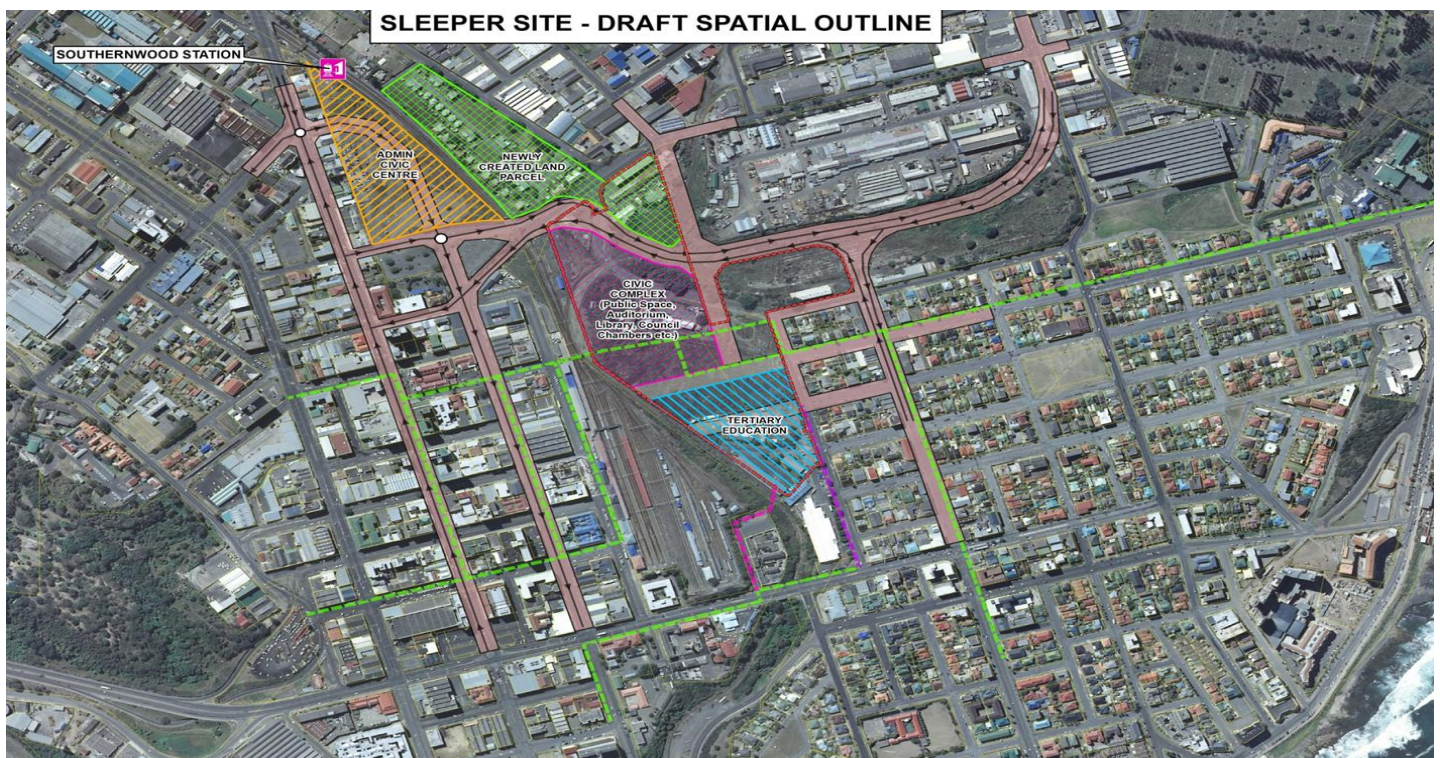 SLEEPER SITE - DRAFT SPATIAL OUTLINE
SOUTHERNWOOD STATION
ADMIN
CIVIC
CENTRE
NEWLY
CREATED LAND
PARCEL
CIVIC
COMPLEX
(Public Space,
Auditorium,
Library, Council
Chambers etc.)
TERTIARY
EDUCATION